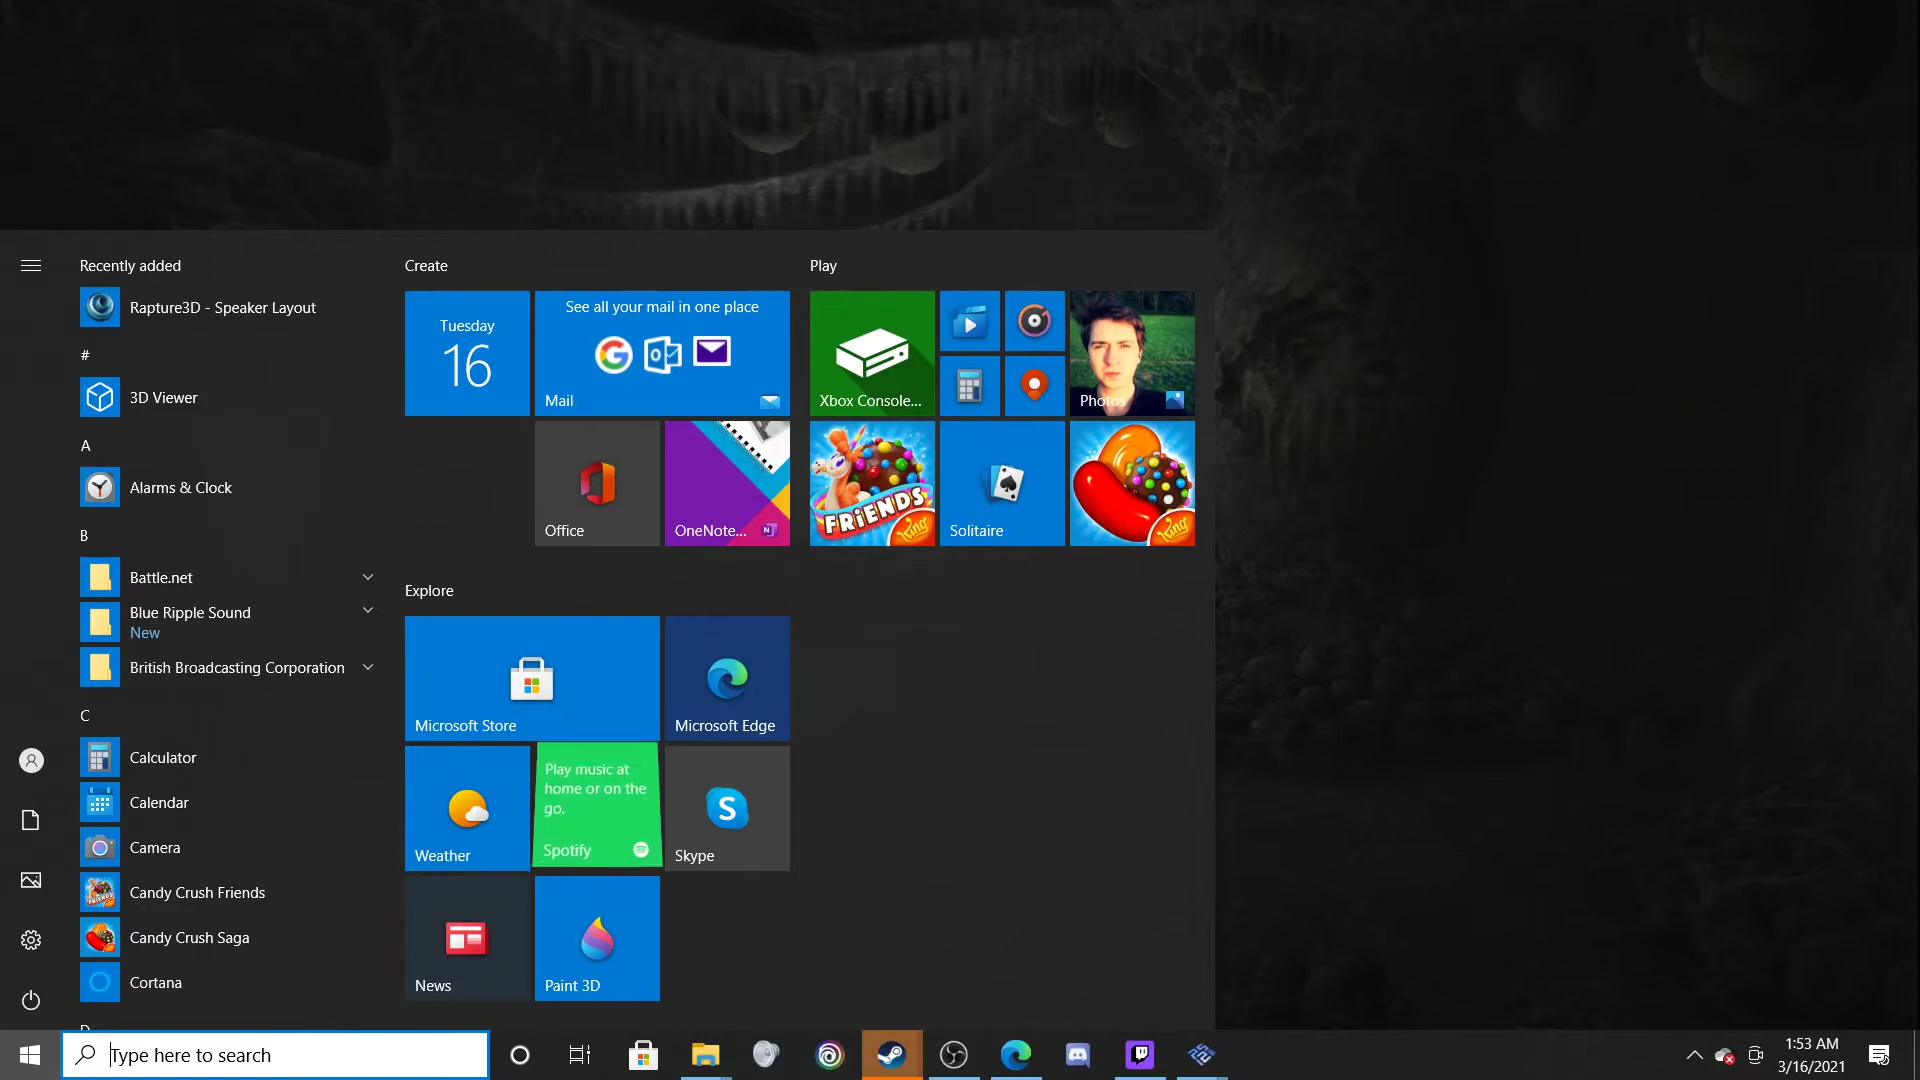 Recently added
Rapture3D - Speaker Layout
#
3D Viewer
A
Alarms & Clock
B
Battle.net
Blue Ripple Sound
New
British Broadcasting Corporation
C
Calculator
Calendar
Camera
Candy Crush Friends
Candy Crush Saga
Cortana
Create
Tuesday
16
See all your mail in one place
Mail
Office
OneNote...
Play
Xbox Console...
Photos
FRiENDS
King
Solitaire
King
Explore
Microsoft Store
Microsoft Edge
Weather
Play music at
home or on the
go.
Spotify
Skype
News
Paint 3D
Type here to search
1:53 AM
3/16/2021